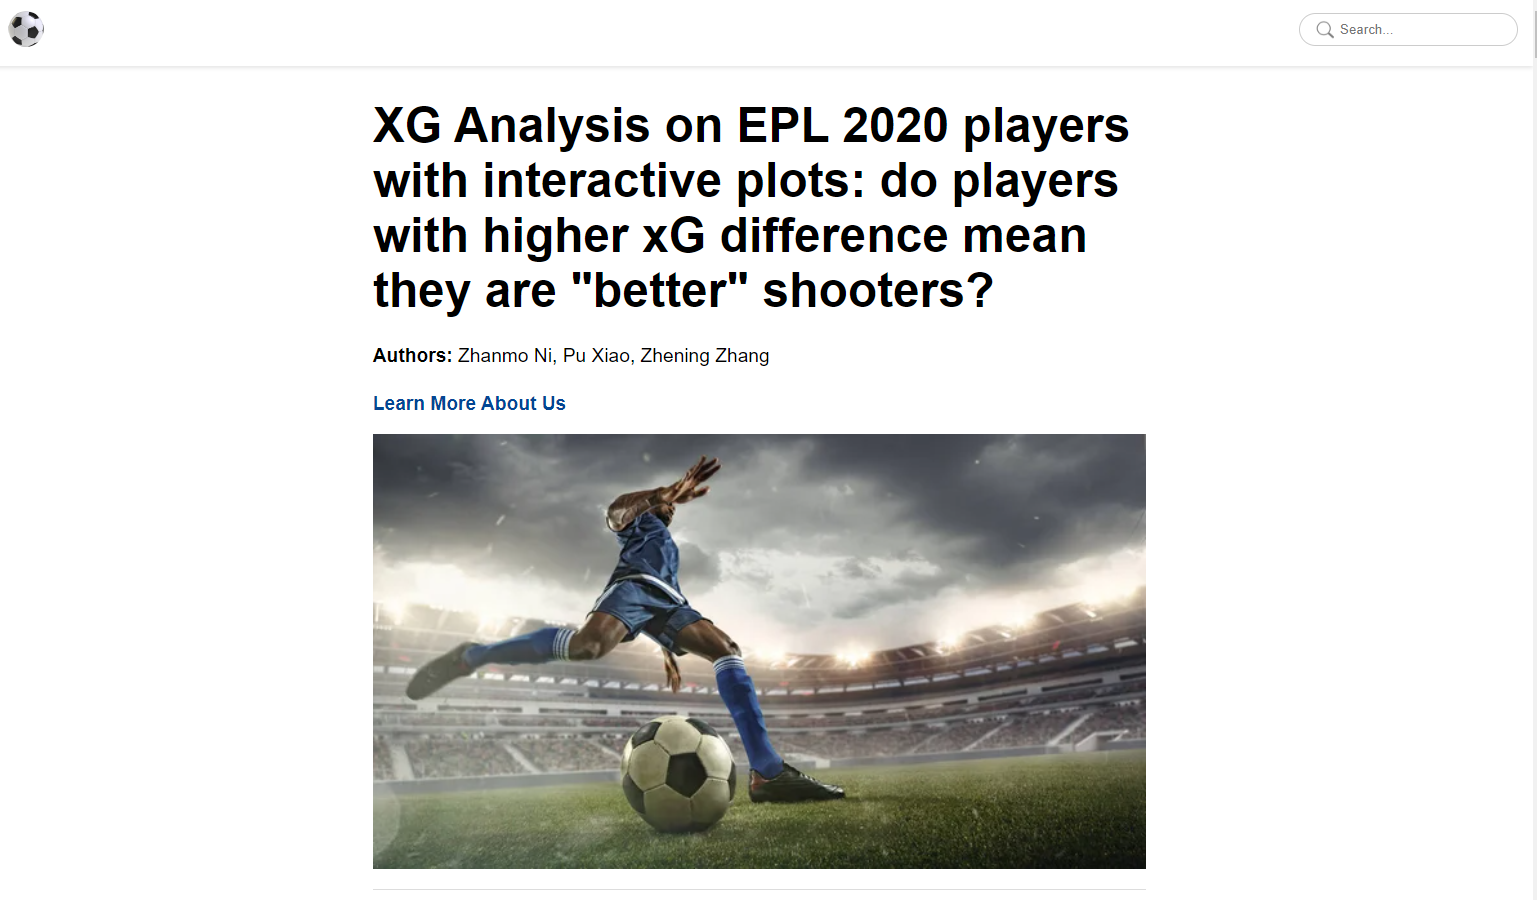 Search...
XG Analysis on EPL 2020 players
with interactive plots: do players
with higher xG difference mean
they are "better" shooters?
Authors: Zhanmo Ni, Pu Xiao, Zhening Zhang
Learn More About Us